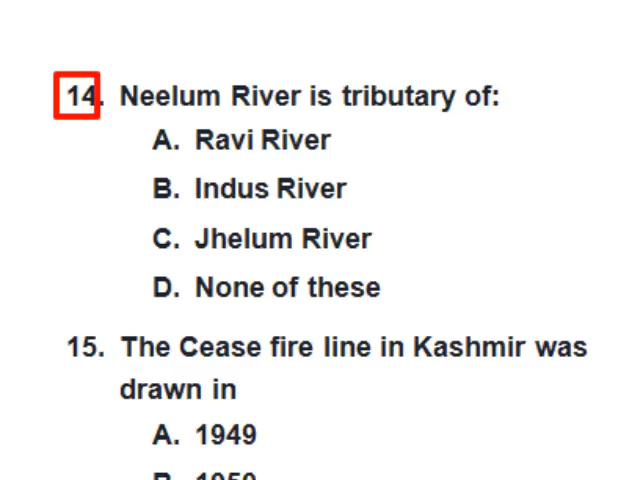 14. Neelum River is tributary of:
A. Ravi River
B. Indus River
C. Jhelum River
D. None of these
15. The Cease fire line in Kashmir was
drawn in
A. 1949
B. 1950